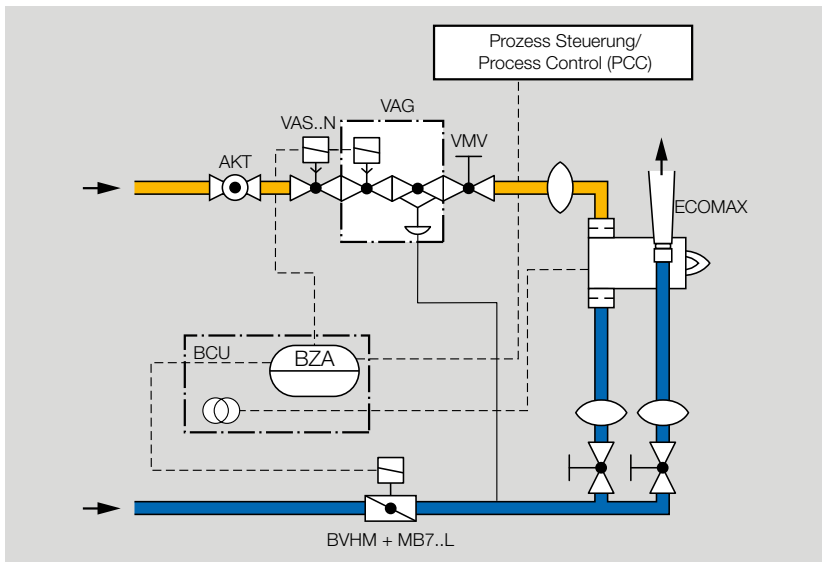 Prozess Steuerung/
Process Control (PCC)
VAG
VAS..N
VMV
AKT
ECOMAX
BCU
BZA
BVHM + MB7..L